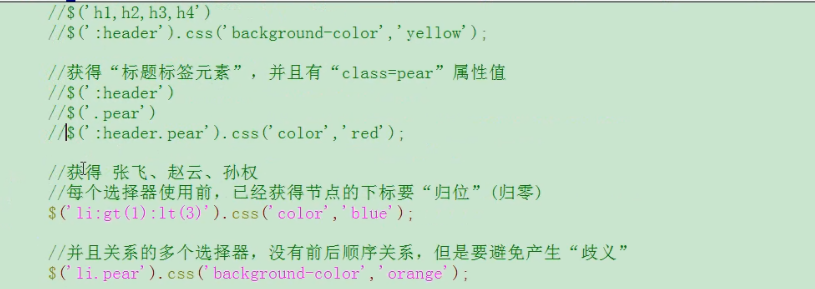 //$('h1,h2,h3,h4')
//$(':header').css('background-color','yellow');
//获得“标题标签元素”，并且有“class=pear”属性值
//$(':header')
//$('.pear')
//$(':header.pear').css('color','red');
//获得 张飞、赵云、孙权
//每个选择器使用前，已经获得节点的下标要“归位”(归零)
$('li:gt(1):lt(3)').css('color','blue');
//并且关系的多个选择器，没有前后顺序关系，但是要避免产生“歧义”
$('li.pear').css('background-color','orange');